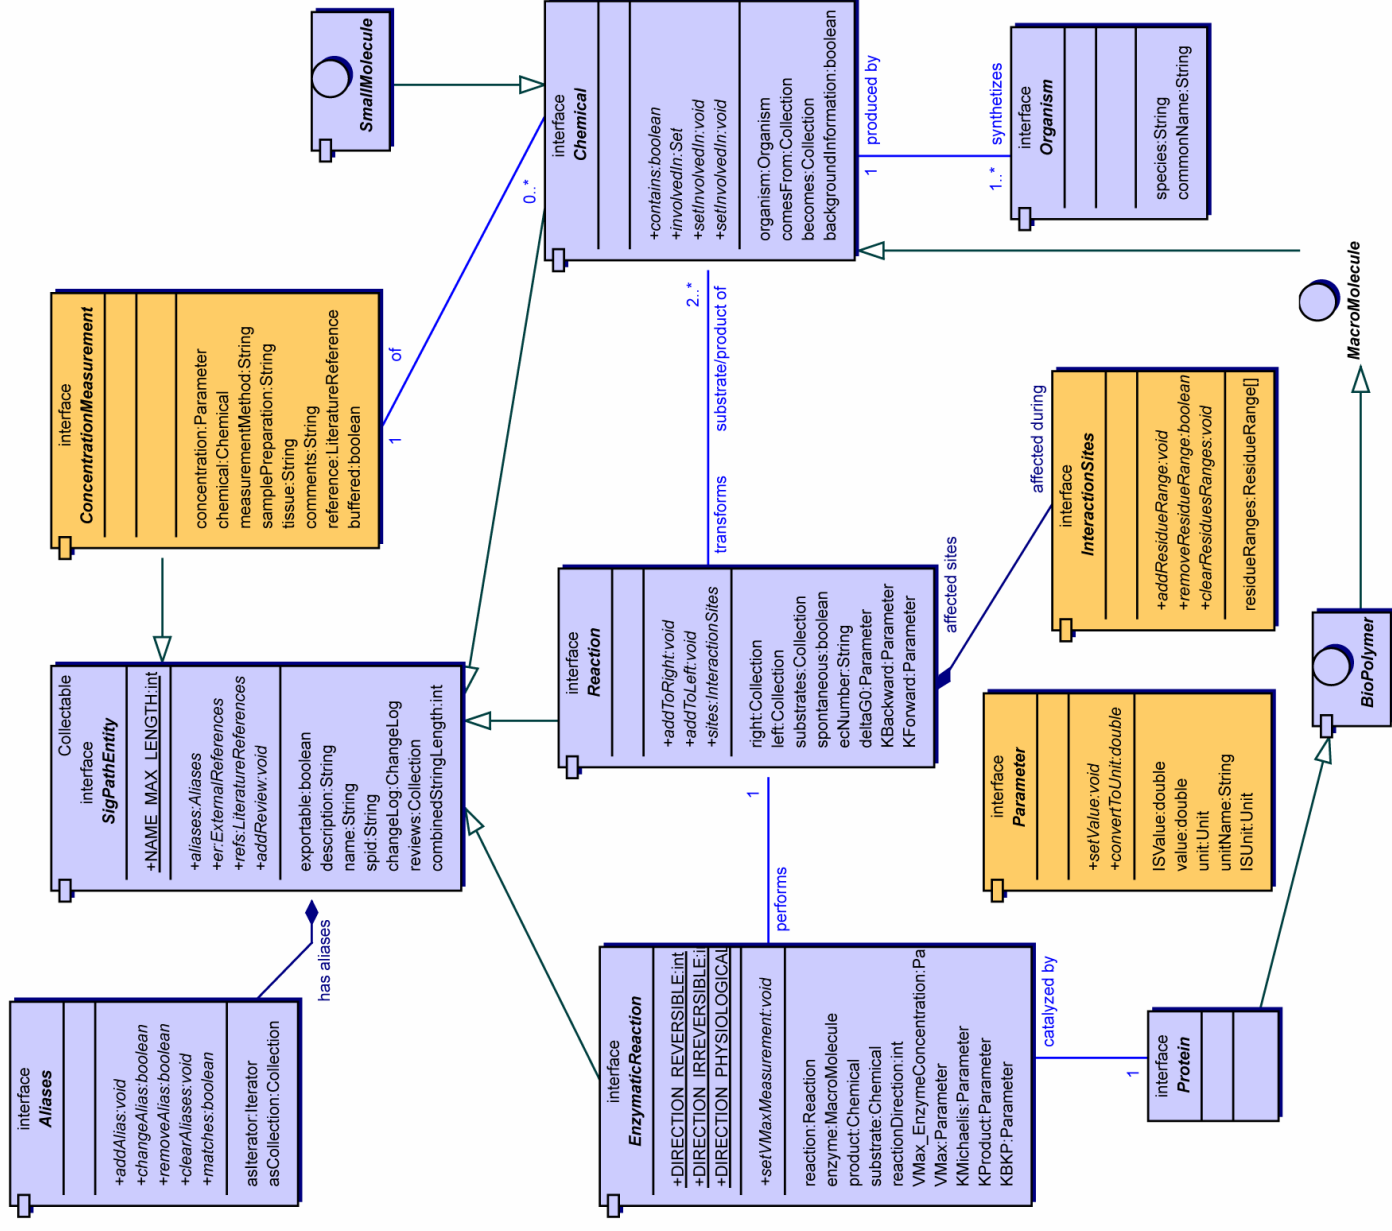 interface
Aliases
+addAlias:void
+changeAlias:boolean
+removeAlias:boolean
+clearAliases:void
+matches:boolean
asIterator:Iterator
asCollection:Collection
has aliases
Collectable
interface
SigPathEntity
+NAME_MAX_LENGTH:int
+aliases:Aliases
+er:ExternalReferences
+refs:LiteratureReferences
+addReview:void
exportable:boolean
description:String
name:String
spid:String
changeLog:ChangeLog
reviews:Collection
combinedStringLength:int
interface
ConcentrationMeasurement
concentration:Parameter
chemical:Chemical
measurementMethod:String
samplePreparation:String
tissue:String
comments:String
reference:LiteratureReference
buffered:boolean
1
of
0..*
SmallMolecule
interface
EnzymaticReaction
+DIRECTION_REVERSIBLE:int
+DIRECTION_IRREVERSIBLE:i
+DIRECTION_PHYSIOLOGICAL
+setVMaxMeasurement:void
reaction:Reaction
enzyme:MacroMolecule
product:Chemical
substrate:Chemical
reactionDirection:int
VMax_EnzymeConcentration:Pa
VMax:Parameter
KMichaelis:Parameter
KProduct:Parameter
KBKP:Parameter
performs
1
interface
Reaction
+addToRight:void
+addToLeft:void
+sites:InteractionSites
right:Collection
left:Collection
substrates:Collection
spontaneous:boolean
ecNumber:String
deltaG0:Parameter
KBackward:Parameter
KForward:Parameter
transforms
substrate/product of
2..*
interface
Chemical
+contains:boolean
+involvedIn:Set
+setInvolvedIn:void
+setInvolvedIn:void
organism:Organism
comesFrom:Collection
becomes:Collection
backgroundInformation:boolean
1
produced by
1..*
synthetizes
interface
Organism
species:String
commonName:String
affected sites
affected during
interface
InteractionSites
+addResidueRange:void
+removeResidueRange:boolean
+clearResiduesRanges:void
residueRanges:ResidueRange[]
interface
Parameter
+setValue:void
+convertToUnit:double
ISValue:double
value:double
unit:Unit
unitName:String
ISUnit:Unit
catalyzed by
1
interface
Protein
BioPolymer
MacroMolecule